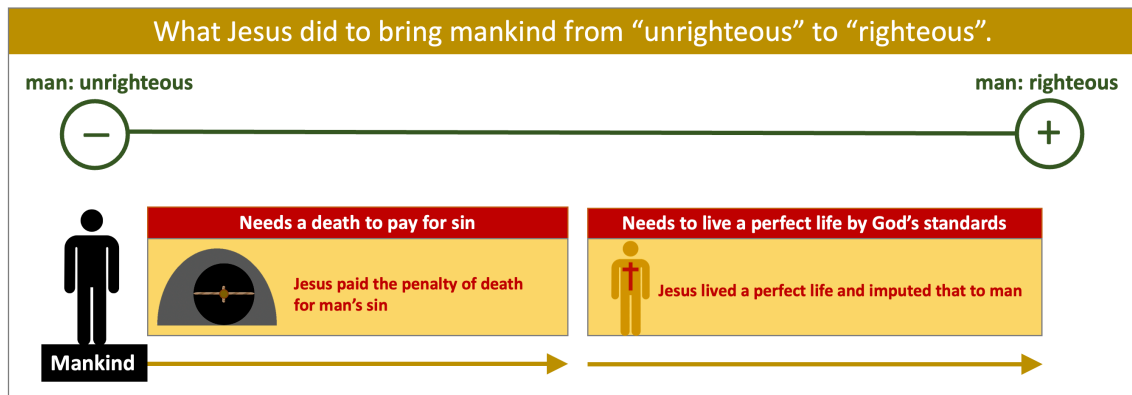 What Jesus did to bring mankind from “unrighteous” to “righteous”.
man: unrighteous
man: righteous
−
+
Needs a death to pay for sin
Needs to live a perfect life by God’s standards
Jesus paid the penalty of death
for man’s sin
Jesus lived a perfect life and imputed that to man
Mankind